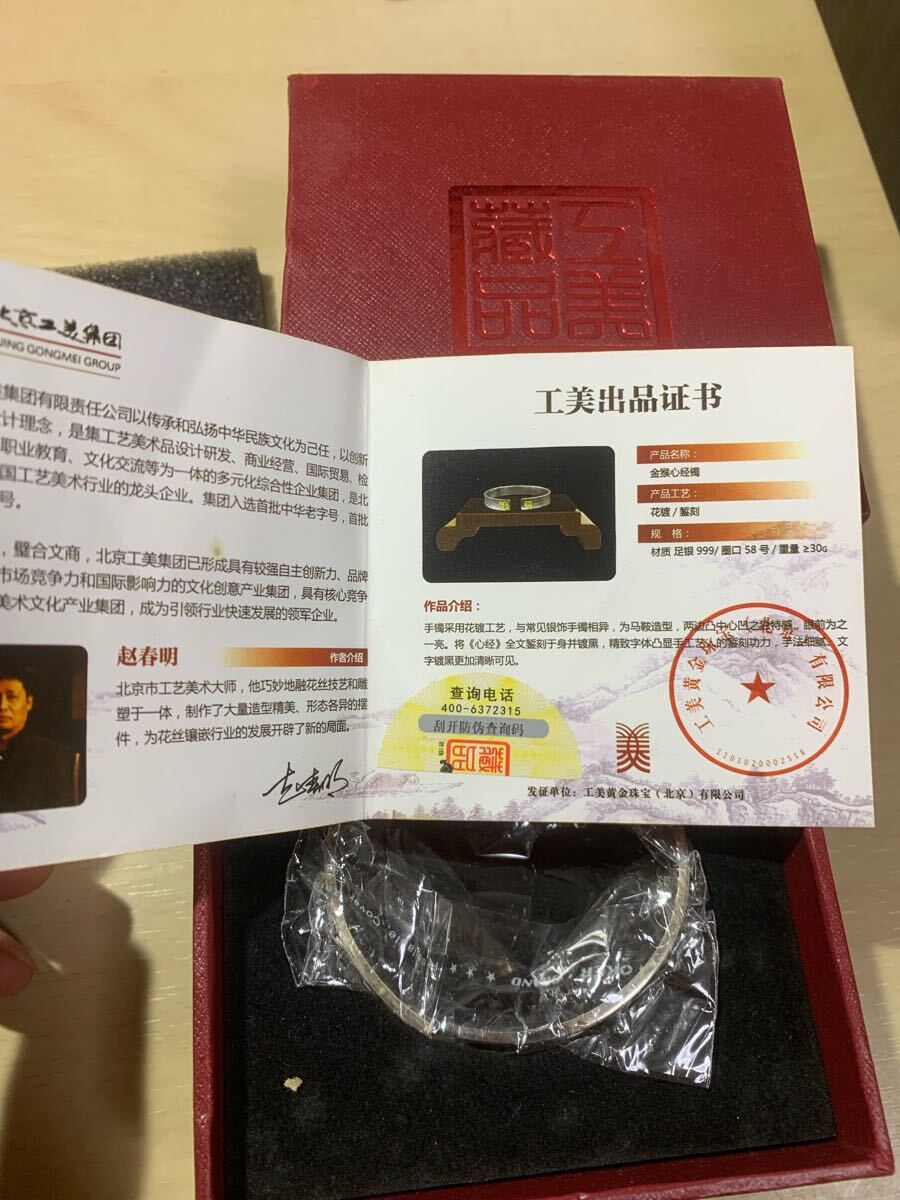 工美
藏品
北京工美集团
JING GONGMEI GROUP
集团有限责任公司以传承和弘扬中华民族文化为己任，以创新
计理念，是集工艺美术品设计研发、商业经营、国际贸易、检
职业教育、文化交流等为一体的多元化综合性企业集团，是北
国工艺美术行业的龙头企业。集团入选首批中华老字号，首批
号。
，璧合文商，北京工美集团已形成具有较强自主创新力、品牌
市场竞争力和国际影响力的文化创意产业集团，具有核心竞争
美术文化产业集团，成为引领行业快速发展的领军企业。
赵春明
作者介绍
北京市工艺美术大师，他巧妙地融花丝技艺和雕
塑于一体，制作了大量造型精美、形态各异的摆
件，为花丝镶嵌行业的发展开辟了新的局面。
工美出品证书
产品名称：
金猴心经镯
产品工艺：
花镀 / 錾刻
规 格：
材质 足银 999/ 圈口 58 号 / 重量 ≥30g
作品介绍：
手镯采用花镀工艺，与常见银饰手镯相异，为马鞍造型，两边凸中心凹之独特感，眼前为之
一亮。将《心经》全文錾刻于身并镀黑，精致字体凸显手工艺人的錾刻功力，手法细腻、文
字镀黑更加清晰可见。
查询电话
400-6372315
刮开防伪查询码
工美黄金珠宝（北京）有限公司
1101020002518
发证单位：工美黄金珠宝（北京）有限公司